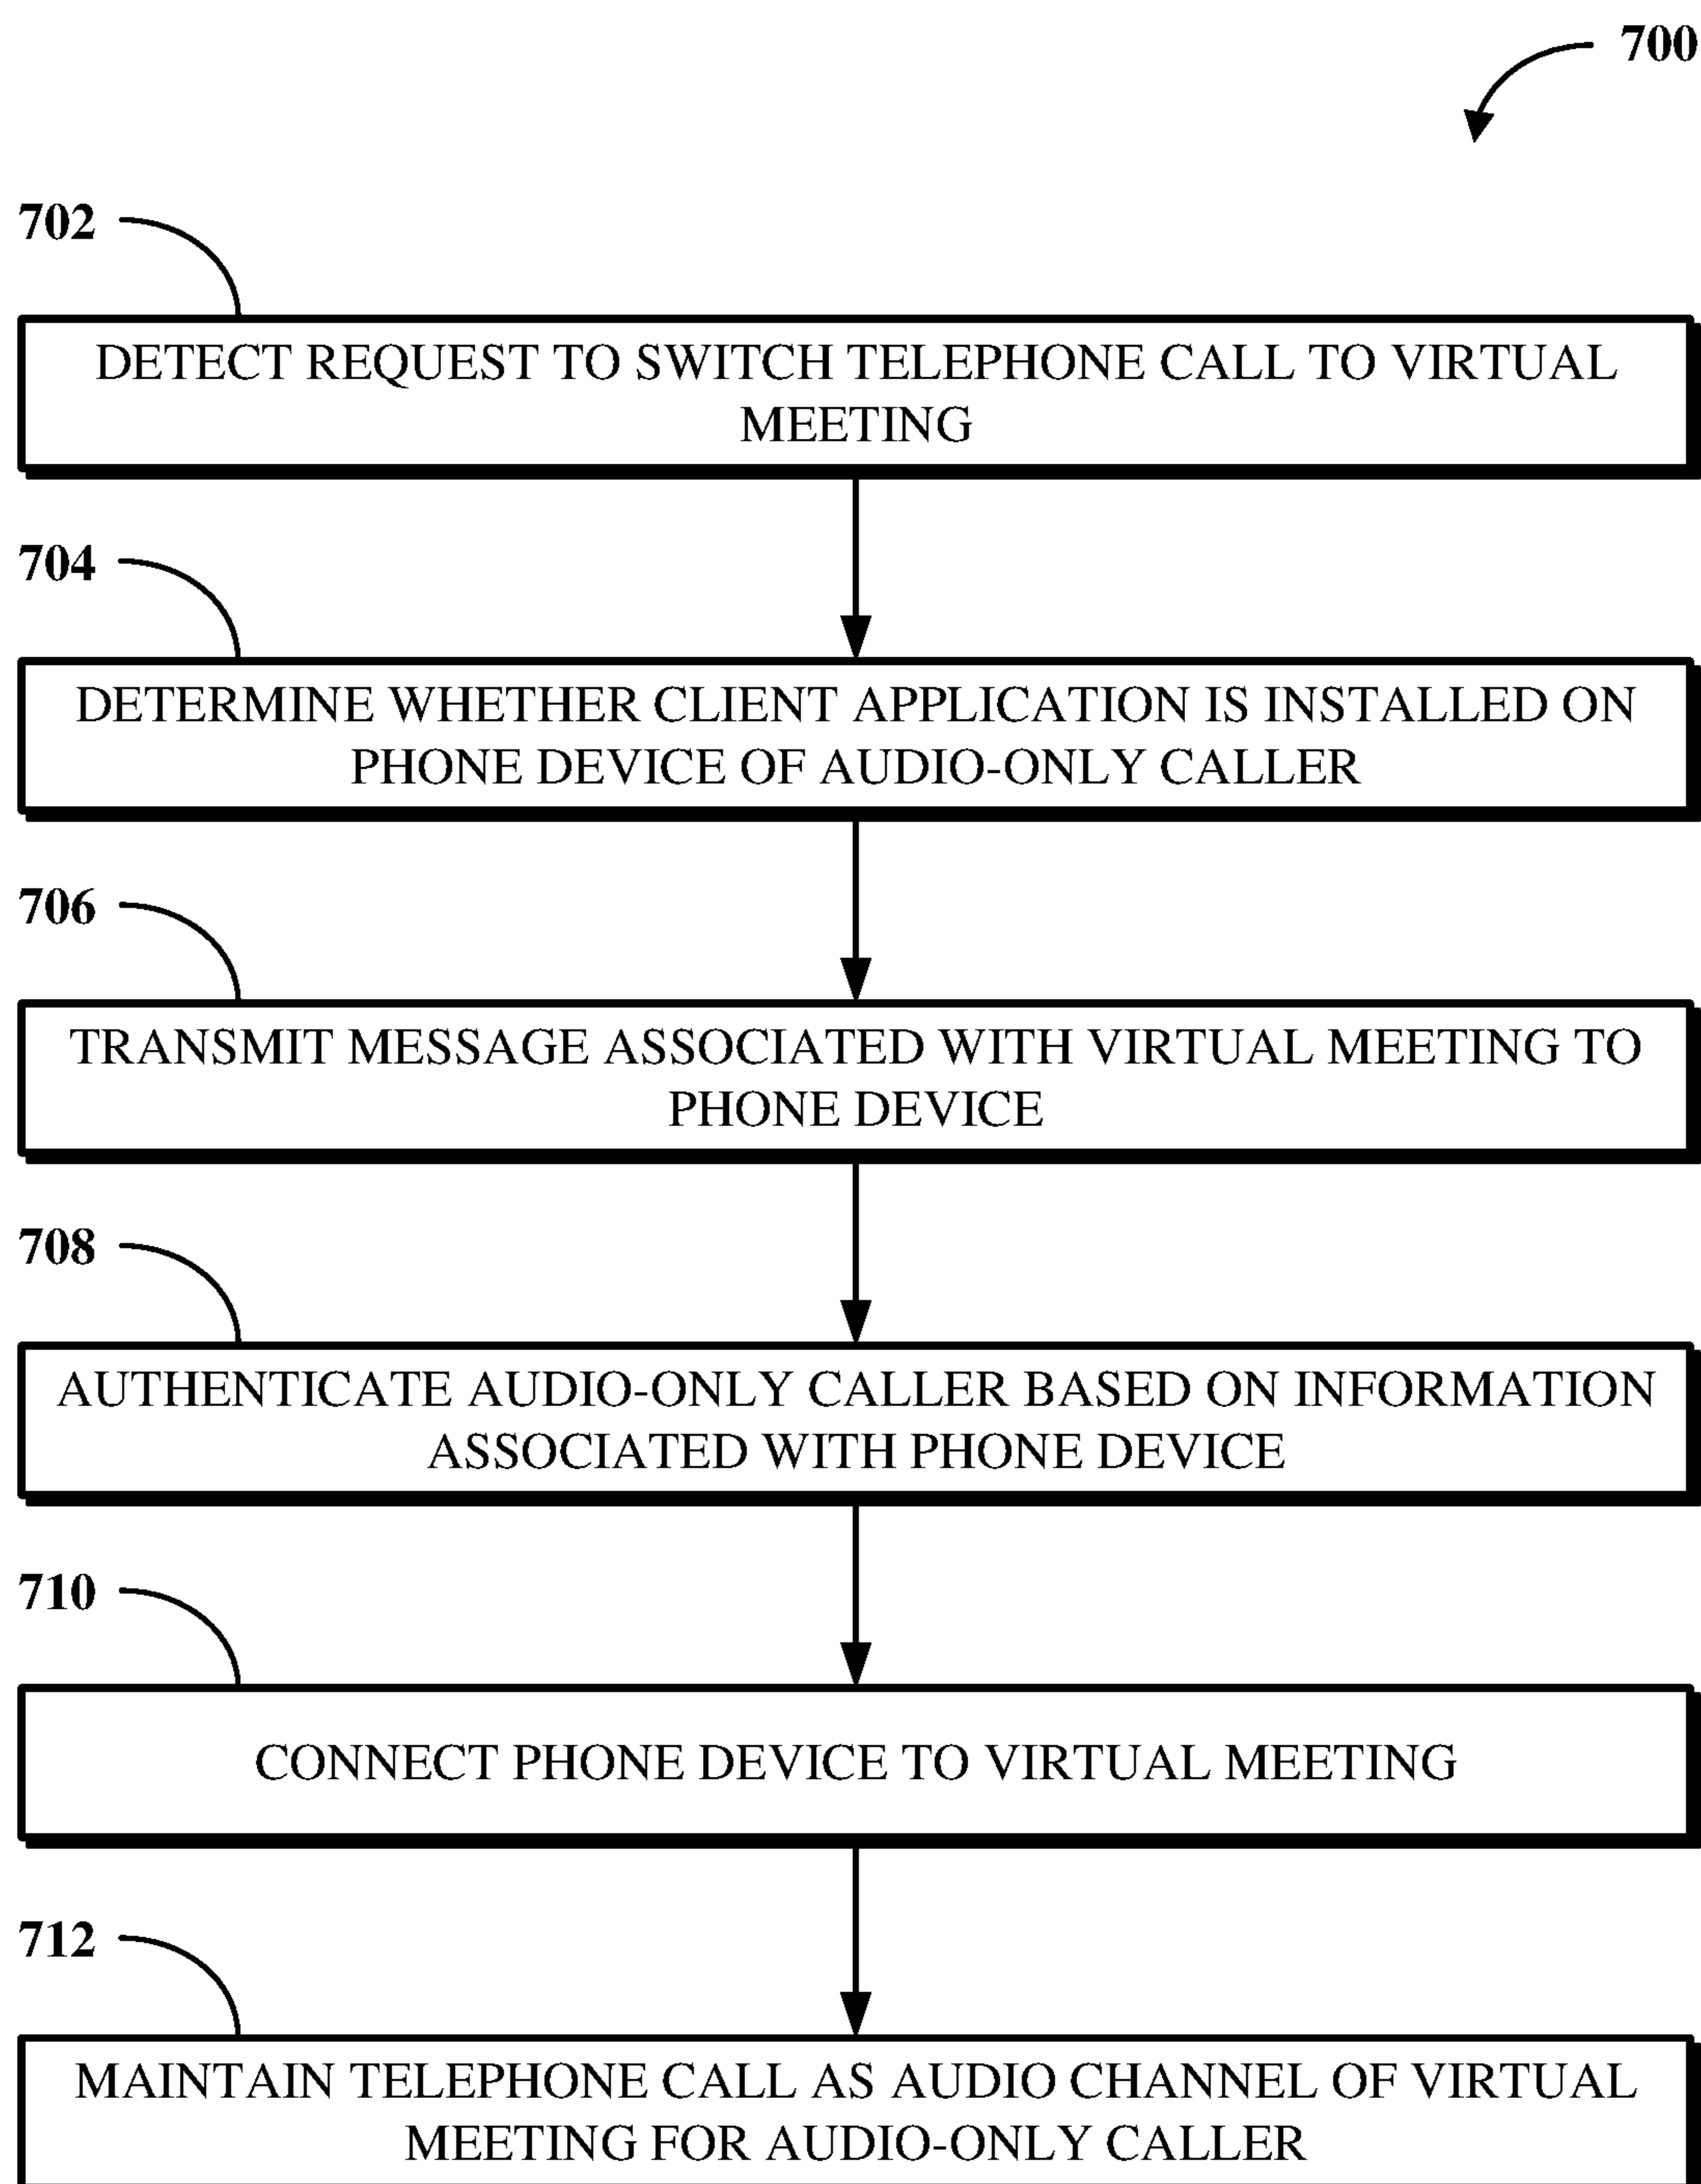 700
702
DETECT REQUEST TO SWITCH TELEPHONE CALL TO VIRTUAL
MEETING
704
DETERMINE WHETHER CLIENT APPLICATION IS INSTALLED ON
PHONE DEVICE OF AUDIO-ONLY CALLER
706
TRANSMIT MESSAGE ASSOCIATED WITH VIRTUAL MEETING TO
PHONE DEVICE
708
AUTHENTICATE AUDIO-ONLY CALLER BASED ON INFORMATION
ASSOCIATED WITH PHONE DEVICE
710
CONNECT PHONE DEVICE TO VIRTUAL MEETING
712
MAINTAIN TELEPHONE CALL AS AUDIO CHANNEL OF VIRTUAL
MEETING FOR AUDIO-ONLY CALLER